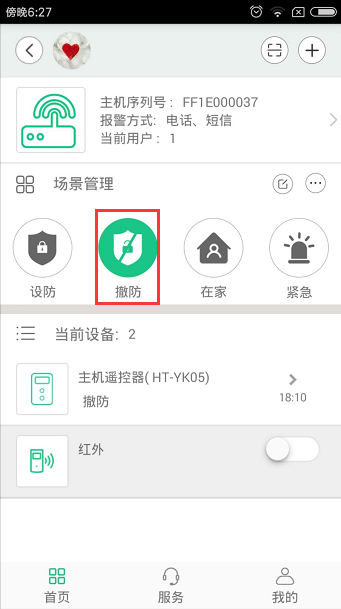 傍晚6:27
主机序列号： FF1E000037
报警方式: 电话、短信
当前用户： 1
场景管理
设防
撤防
在家
紧急
当前设备: 2
主机遥控器( HT-YK05)
撤防
18:10
红外
首页
服务
我的